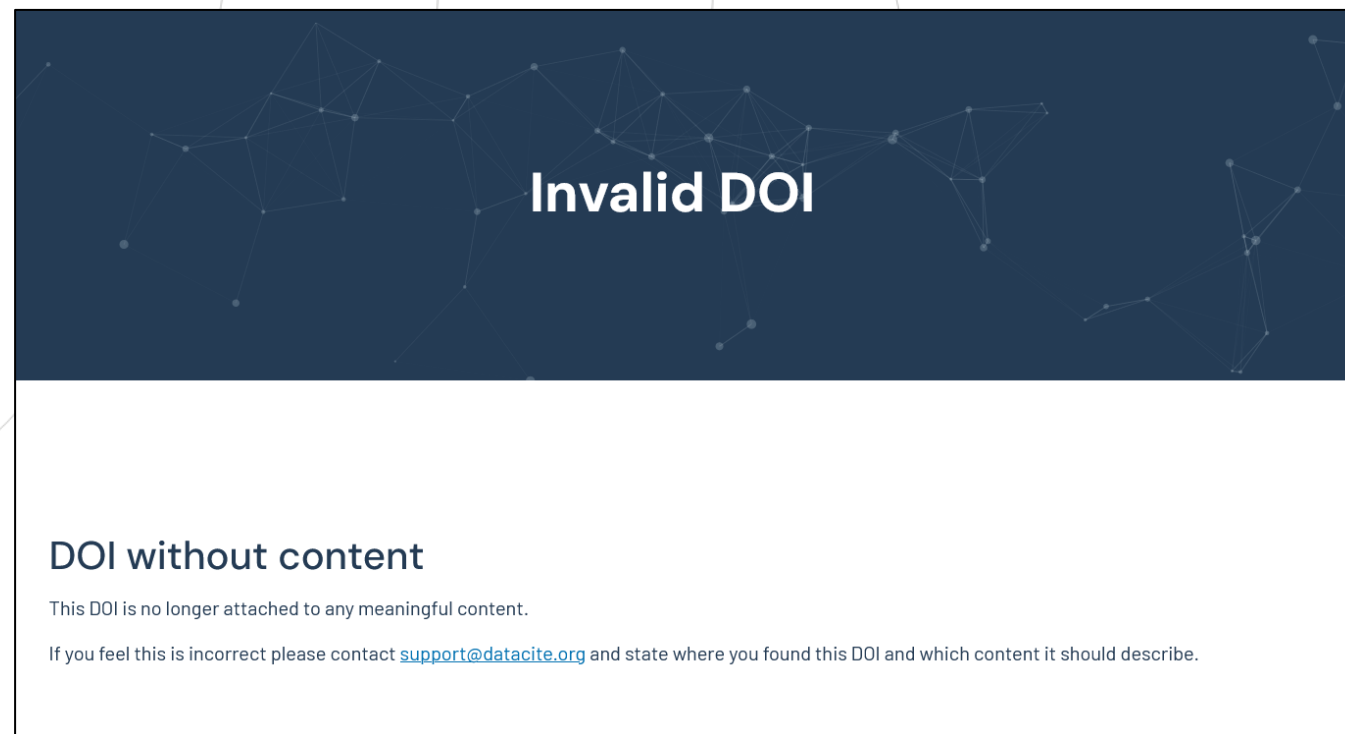 Invalid DOI
DOI without content
This DOI is no longer attached to any meaningful content.
If you feel this is incorrect please contact support@datacite.org and state where you found this DOI and which content it should describe.